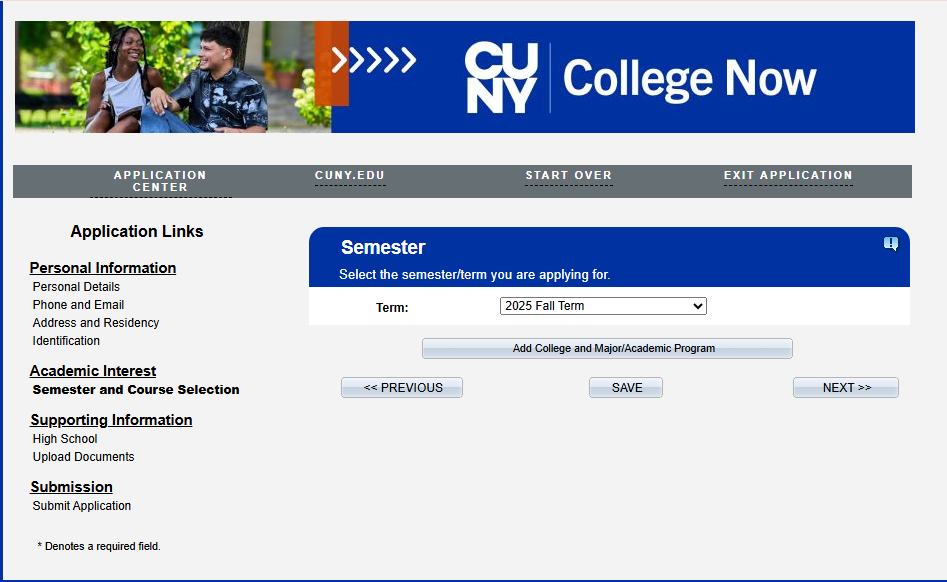 CU
NY
College Now
APPLICATION
CENTER
CUNY.EDU
START OVER
EXIT APPLICATION
Application Links
Personal Information
Personal Details
Phone and Email
Address and Residency
Identification
Academic Interest
Semester and Course Selection
Supporting Information
High School
Upload Documents
Submission
Submit Application
* Denotes a required field.
Semester
Select the semester/term you are applying for.
Term:
2025 Fall Term
Add College and Major/Academic Program
<< PREVIOUS
SAVE
NEXT >>